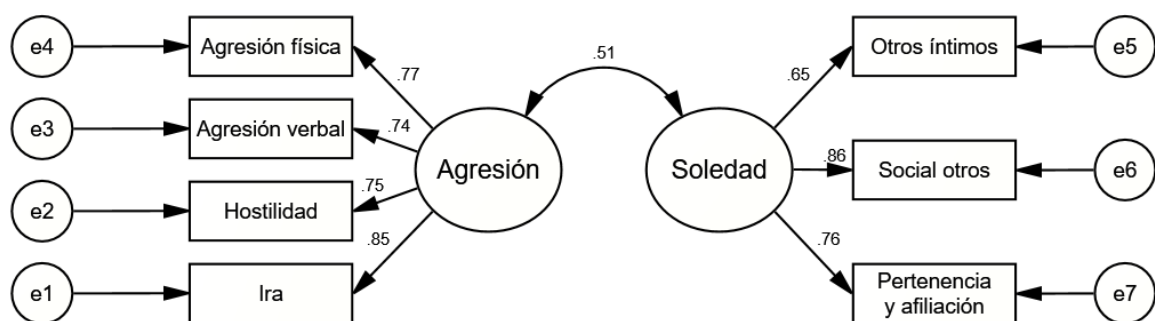 e4
Agresión física
.77
.51
.65
Otros íntimos
e5
e3
Agresión verbal
.74
Agresión
Soledad
.86
Social otros
e6
e2
Hostilidad
.75
e1
Ira
.85
.76
Pertenencia
y afiliación
e7